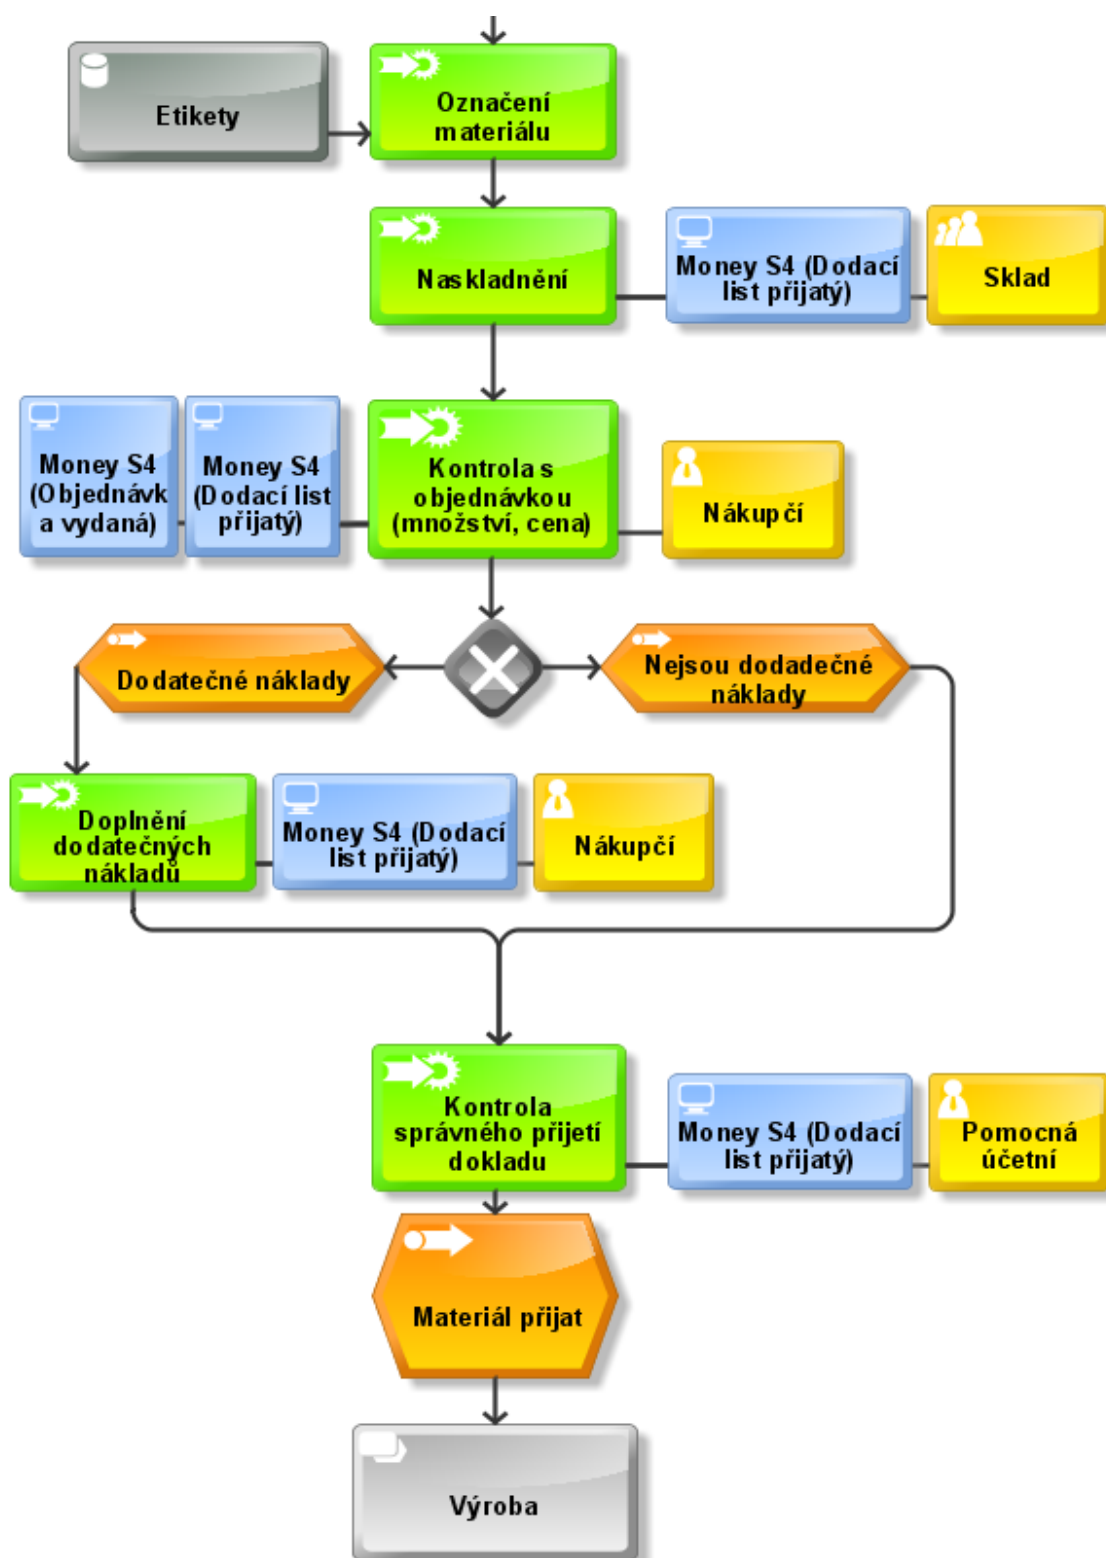 Etikety
Označení
materiálu
Naskladnění
Money S4 (Dodací
list přijatý)
Sklad
Money S4
(Objednávk
a vydaná)
Money S4
(Dodací list
přijatý)
Kontrola s
objednávkou
(množství, cena)
Nákupčí
Dodatečné náklady
Nejsou dodadečné
náklady
Doplnění
dodatečných
nákladů
Money S4 (Dodací
list přijatý)
Nákupčí
Kontrola
správného přijetí
dokladu
Money S4 (Dodací
list přijatý)
Pomocná
účetní
Materiál přijat
Výroba